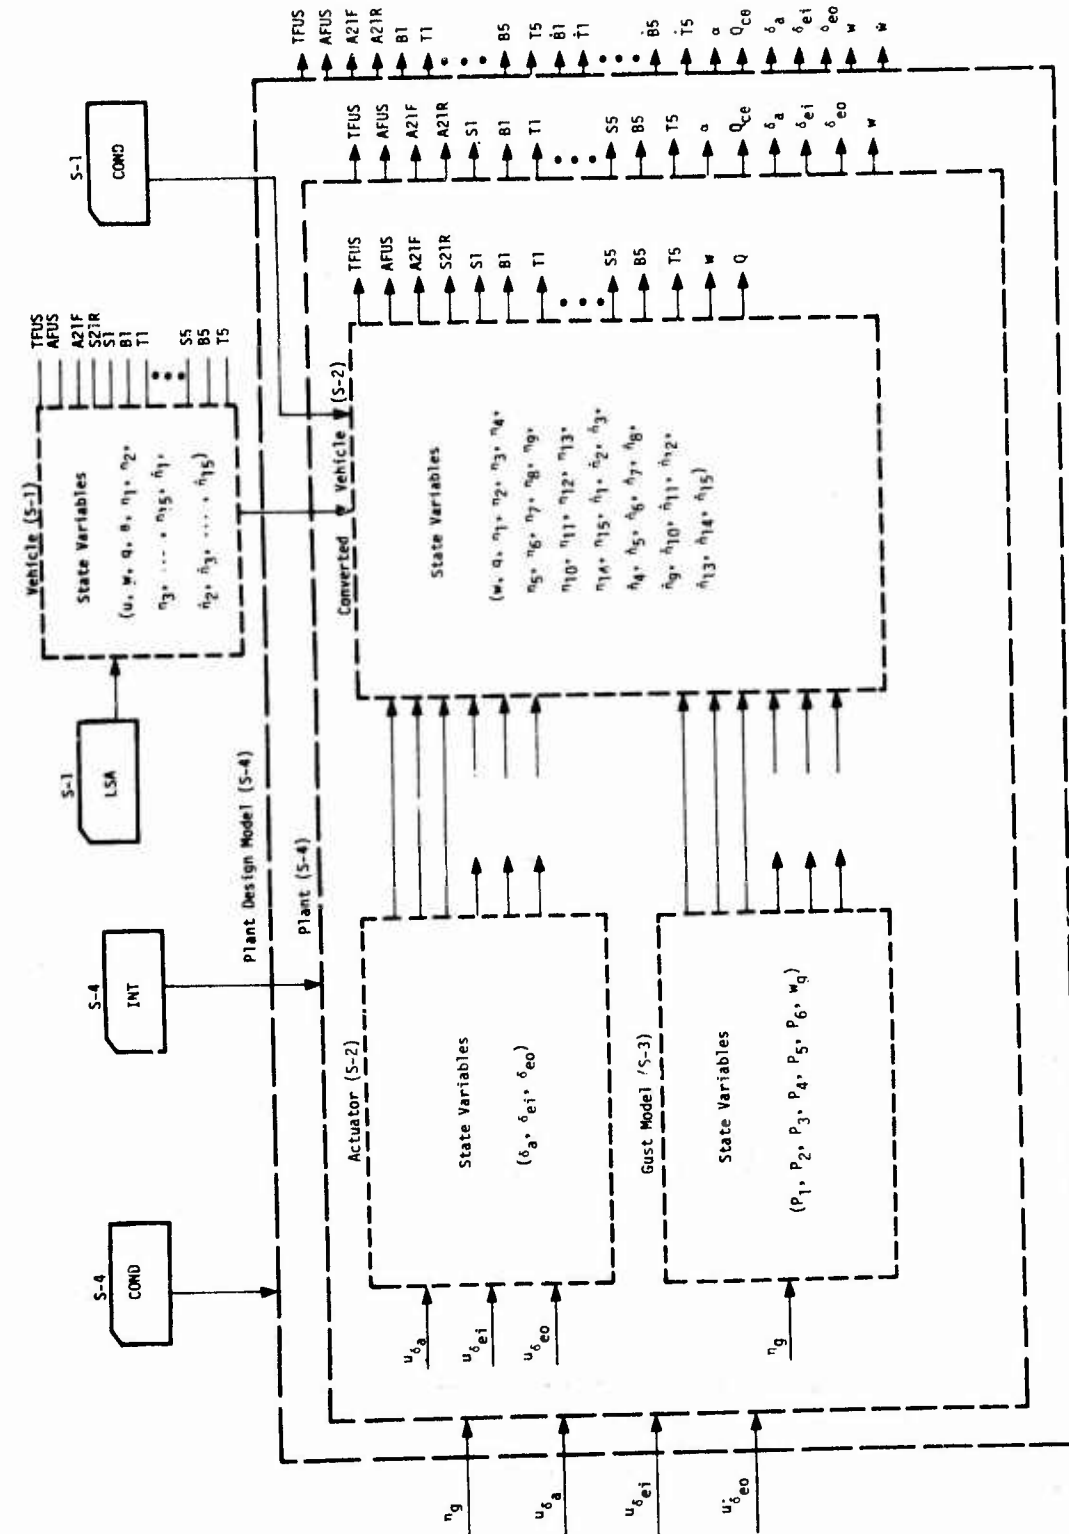 S-4
COND
S-4
INT
S-1
LSA
S-1
COND
Vehicle (S-1)
State Variables
(u, w, q, θ, η₁, η₂,
η₃, ... , η₁₅, η̇₁,
η̇₂, η̇₃, .... , η̇₁₅)
TFUS
AFUS
A21F
S21R
S1
B1
T1
S5
B5
T5
Plant Design Model (S-4)
Plant (S-4)
Actuator (S-2)
State Variables
(δa, δei, δeo)
uδa
uδei
uδeo
Gust Model (S-3)
State Variables
(P₁, P₂, P₃, P₄, P₅, P₆, wg)
ηg
Converted Vehicle (S-2)
State Variables
(w, q, η₁, η₂, η₃, η₄,
η₅, η₆, η₇, η₈, η₉,
η₁₀, η₁₁, η₁₂, η₁₃,
η₁₄, η₁₅, η̇₁, η̇₂, η̇₃,
η̇₄, η̇₅, η̇₆, η̇₇, η̇₈,
η̇₉, η̇₁₀, η̇₁₁, η̇₁₂,
η̇₁₃, η̇₁₄, η̇₁₅)
TFUS
AFUS
A21F
S21R
S1
B1
T1
S5
B5
T5
W
Q
TFUS
AFUS
A21F
A21R
S1
B1
T1
S5
B5
T5
α
Qce
δa
δei
δeo
w
TFUS
AFUS
A21F
A21R
B1
T1
B5
T5
Ḃ1
Ṫ1
Ḃ5
Ṫ5
α
Qce
δa
δei
δeo
w
ẇ
ηg
uδa
uδei
uδeo